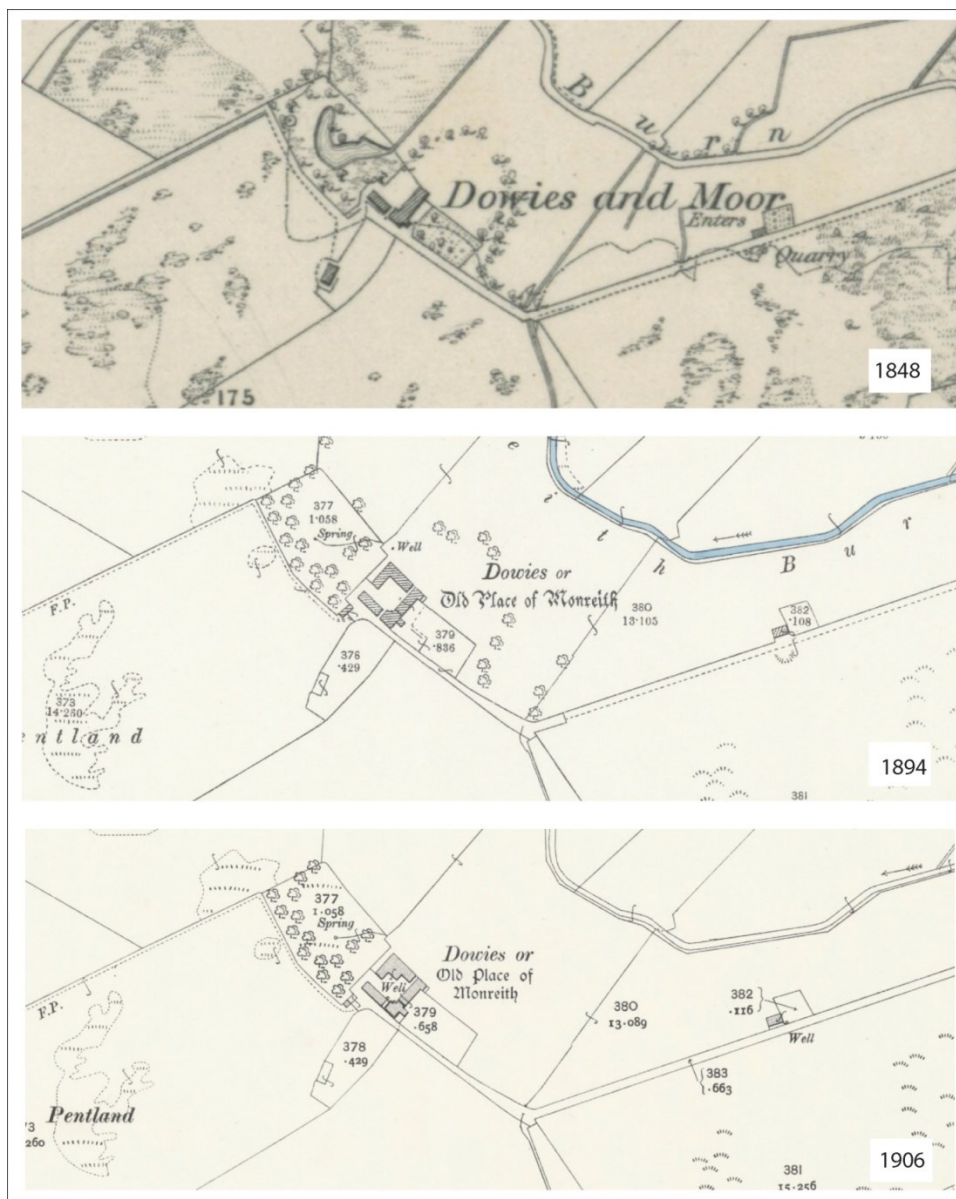 B
u
r
n
Dowies and Moor
Enters
Quarry
175
1848
e
i
t
h
B
u
r
377
1·058
Spring
Well
Dowies or
Old Place of Monreith
380
13·105
382
·108
F.P.
379
·836
378
·429
373
14·260
entland
381
1894
377
1·058
Spring
Dowies or
Old Place of
Monreith
Well
379
·658
380
13·089
382
·116
Well
F.P.
378
·429
383
·663
Pentland
73
260
381
15·256
1906